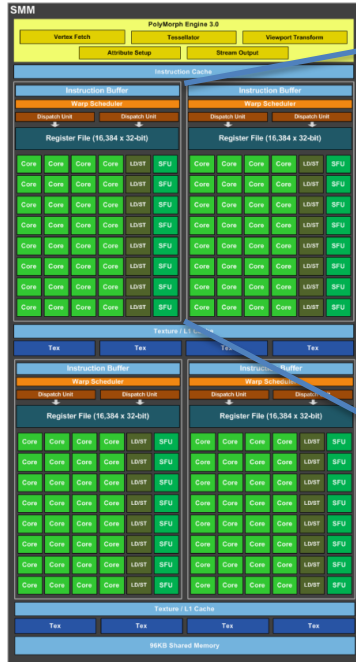 SMM
PolyMorph Engine 3.0
Vertex Fetch Tessellator Viewport Transform
Attribute Setup Stream Output
Instruction Cache
Instruction Buffer Instruction Buffer
Warp Scheduler Warp Scheduler
Dispatch Unit Dispatch Unit Dispatch Unit Dispatch Unit
Register File (16,384 x 32-bit) Register File (16,384 x 32-bit)
Core Core Core Core LD/ST SFU Core Core Core Core LD/ST SFU
Core Core Core Core LD/ST SFU Core Core Core Core LD/ST SFU
Core Core Core Core LD/ST SFU Core Core Core Core LD/ST SFU
Core Core Core Core LD/ST SFU Core Core Core Core LD/ST SFU
Core Core Core Core LD/ST SFU Core Core Core Core LD/ST SFU
Core Core Core Core LD/ST SFU Core Core Core Core LD/ST SFU
Core Core Core Core LD/ST SFU Core Core Core Core LD/ST SFU
Core Core Core Core LD/ST SFU Core Core Core Core LD/ST SFU
Texture / L1 Cache
Tex Tex Tex Tex
Instruction Buffer Instruction Buffer
Warp Scheduler Warp Scheduler
Dispatch Unit Dispatch Unit Dispatch Unit Dispatch Unit
Register File (16,384 x 32-bit) Register File (16,384 x 32-bit)
Core Core Core Core LD/ST SFU Core Core Core Core LD/ST SFU
Core Core Core Core LD/ST SFU Core Core Core Core LD/ST SFU
Core Core Core Core LD/ST SFU Core Core Core Core LD/ST SFU
Core Core Core Core LD/ST SFU Core Core Core Core LD/ST SFU
Core Core Core Core LD/ST SFU Core Core Core Core LD/ST SFU
Core Core Core Core LD/ST SFU Core Core Core Core LD/ST SFU
Core Core Core Core LD/ST SFU Core Core Core Core LD/ST SFU
Core Core Core Core LD/ST SFU Core Core Core Core LD/ST SFU
Texture / L1 Cache
Tex Tex Tex Tex
96KB Shared Memory